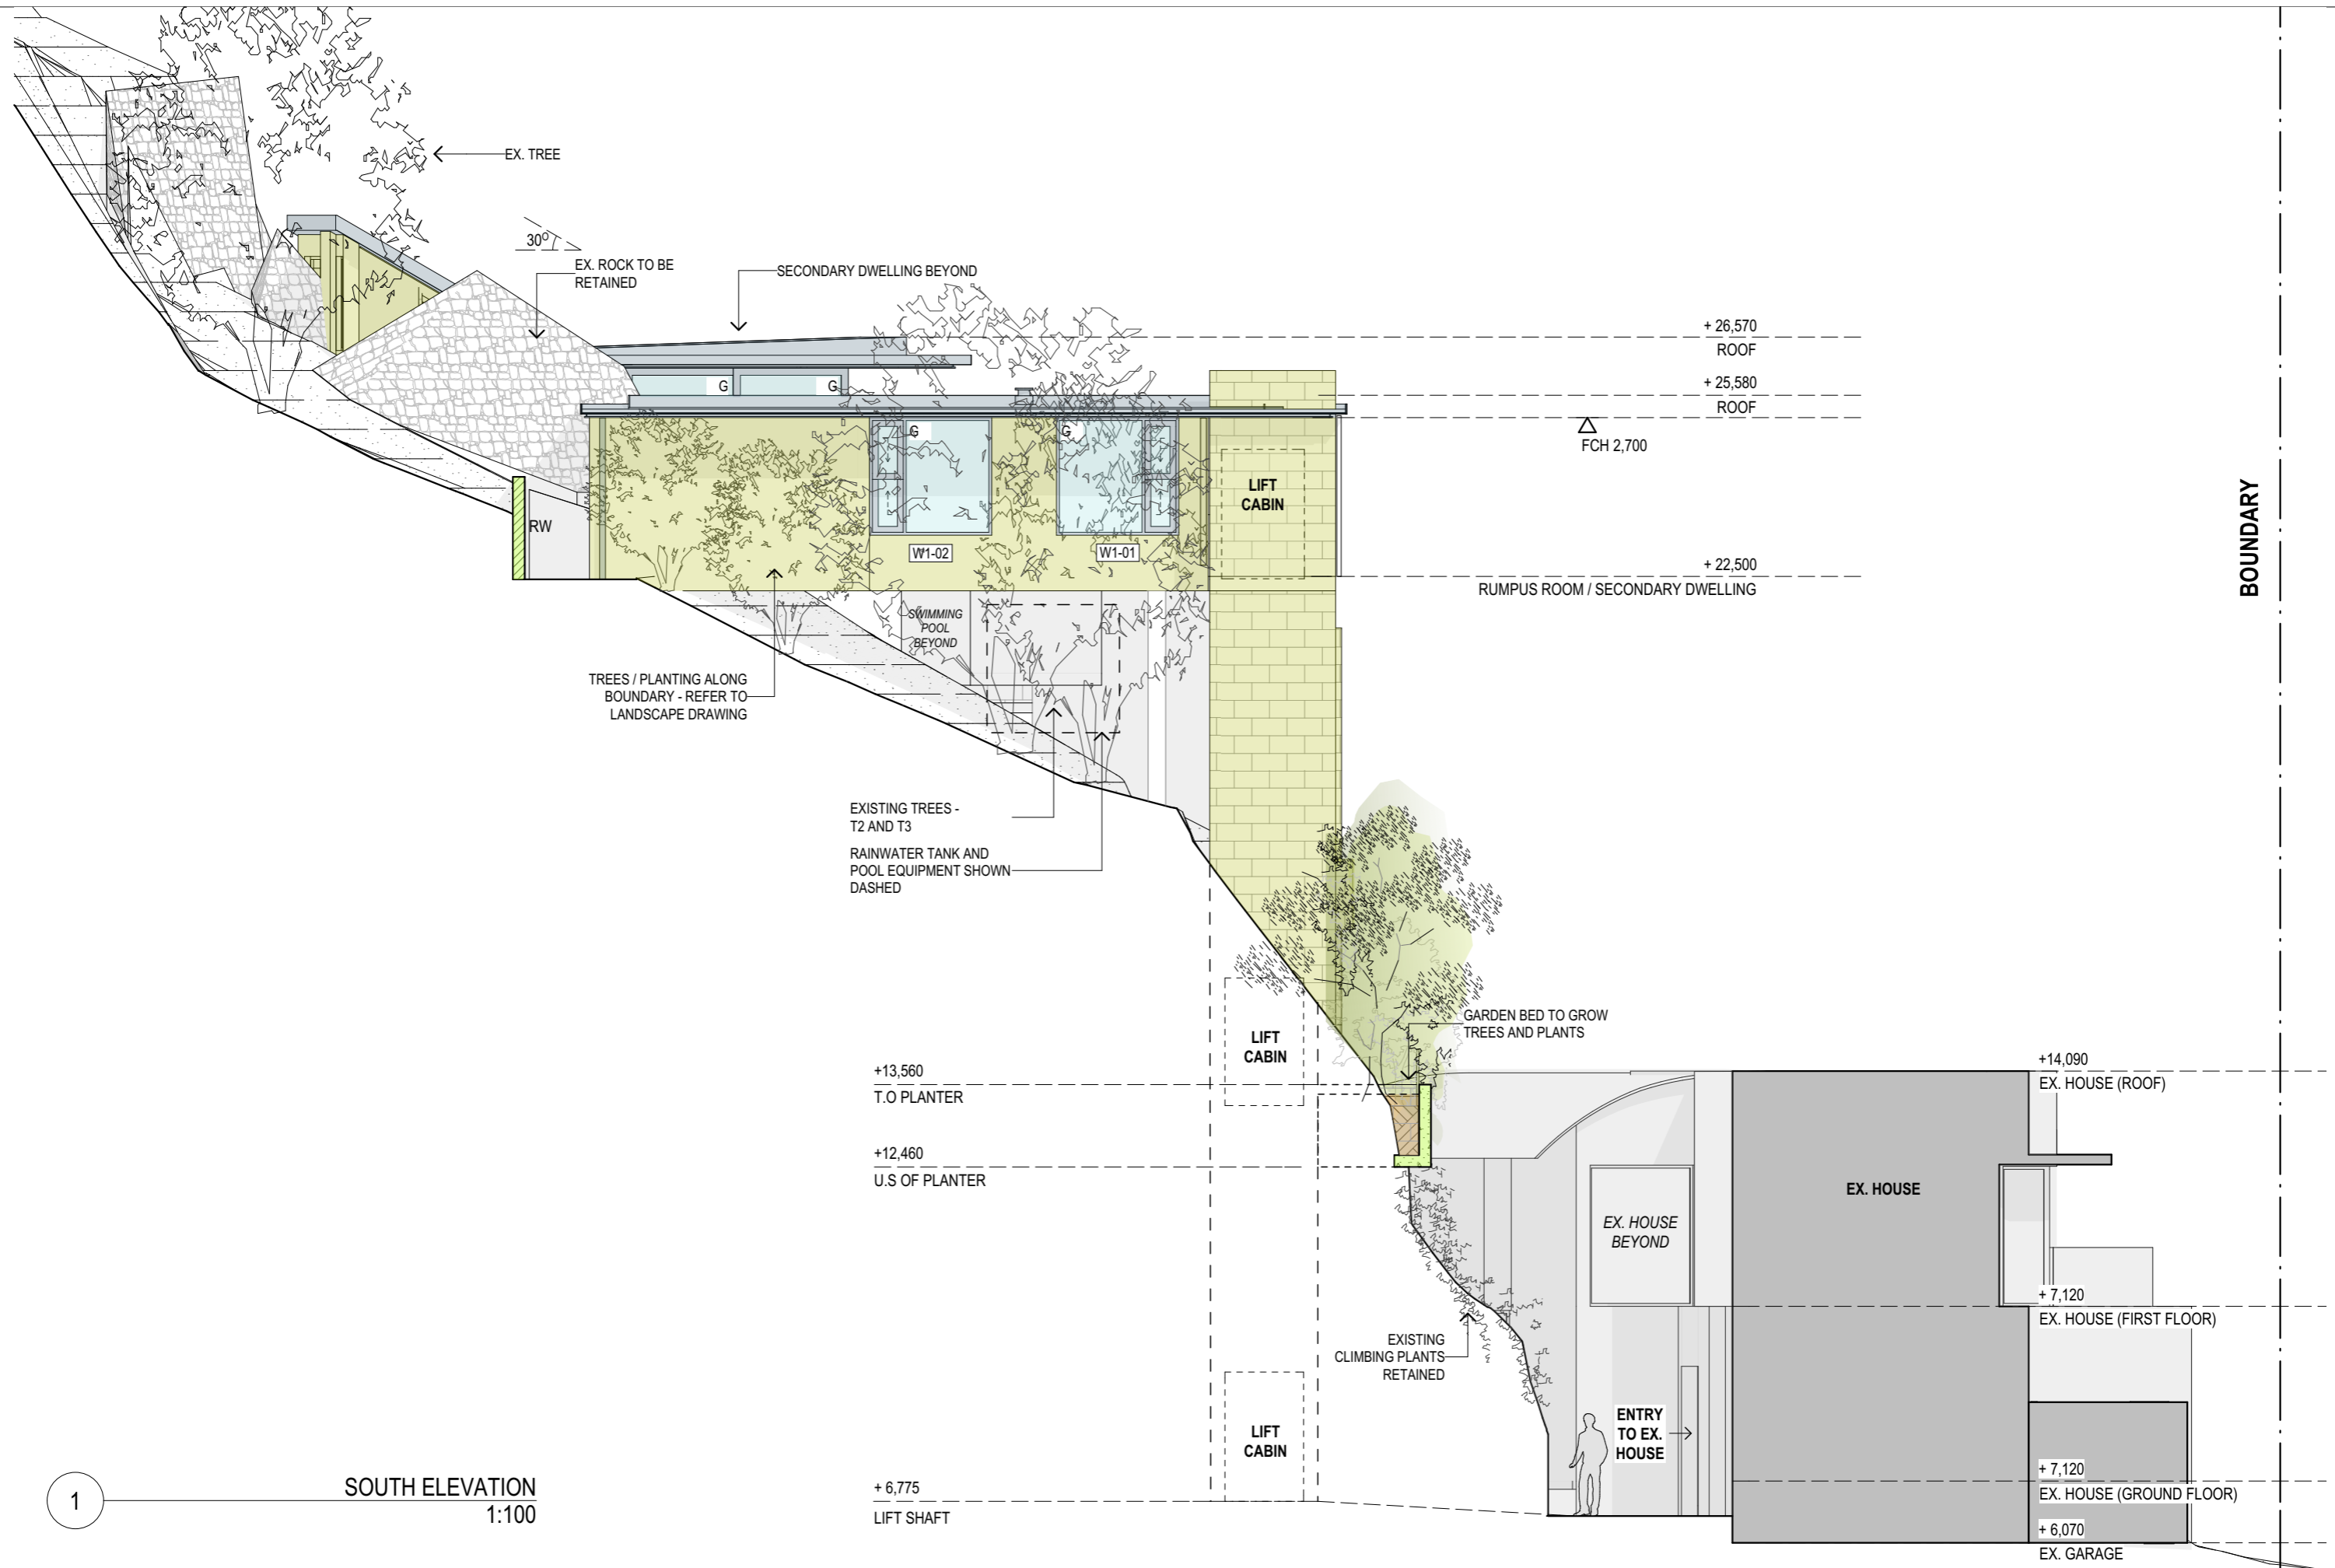 EX. TREE
30°
EX. ROCK TO BE
RETAINED
SECONDARY DWELLING BEYOND
+ 26,570
ROOF
G
G
+ 25,580
ROOF
G
G
FCH 2,700
LIFT
CABIN
BOUNDARY
RW
W1-02
W1-01
+ 22,500
RUMPUS ROOM / SECONDARY DWELLING
SWIMMING
POOL
BEYOND
TREES / PLANTING ALONG
BOUNDARY - REFER TO
LANDSCAPE DRAWING
EXISTING TREES -
T2 AND T3
RAINWATER TANK AND
POOL EQUIPMENT SHOWN
DASHED
GARDEN BED TO GROW
TREES AND PLANTS
LIFT
CABIN
+13,560
T.O PLANTER
+14,090
EX. HOUSE (ROOF)
+12,460
U.S OF PLANTER
EX. HOUSE
EX. HOUSE
BEYOND
+ 7,120
EX. HOUSE (FIRST FLOOR)
EXISTING
CLIMBING PLANTS
RETAINED
LIFT
CABIN
ENTRY
TO EX.
HOUSE
+ 7,120
EX. HOUSE (GROUND FLOOR)
+ 6,775
LIFT SHAFT
+ 6,070
EX. GARAGE
1
SOUTH ELEVATION
1:100